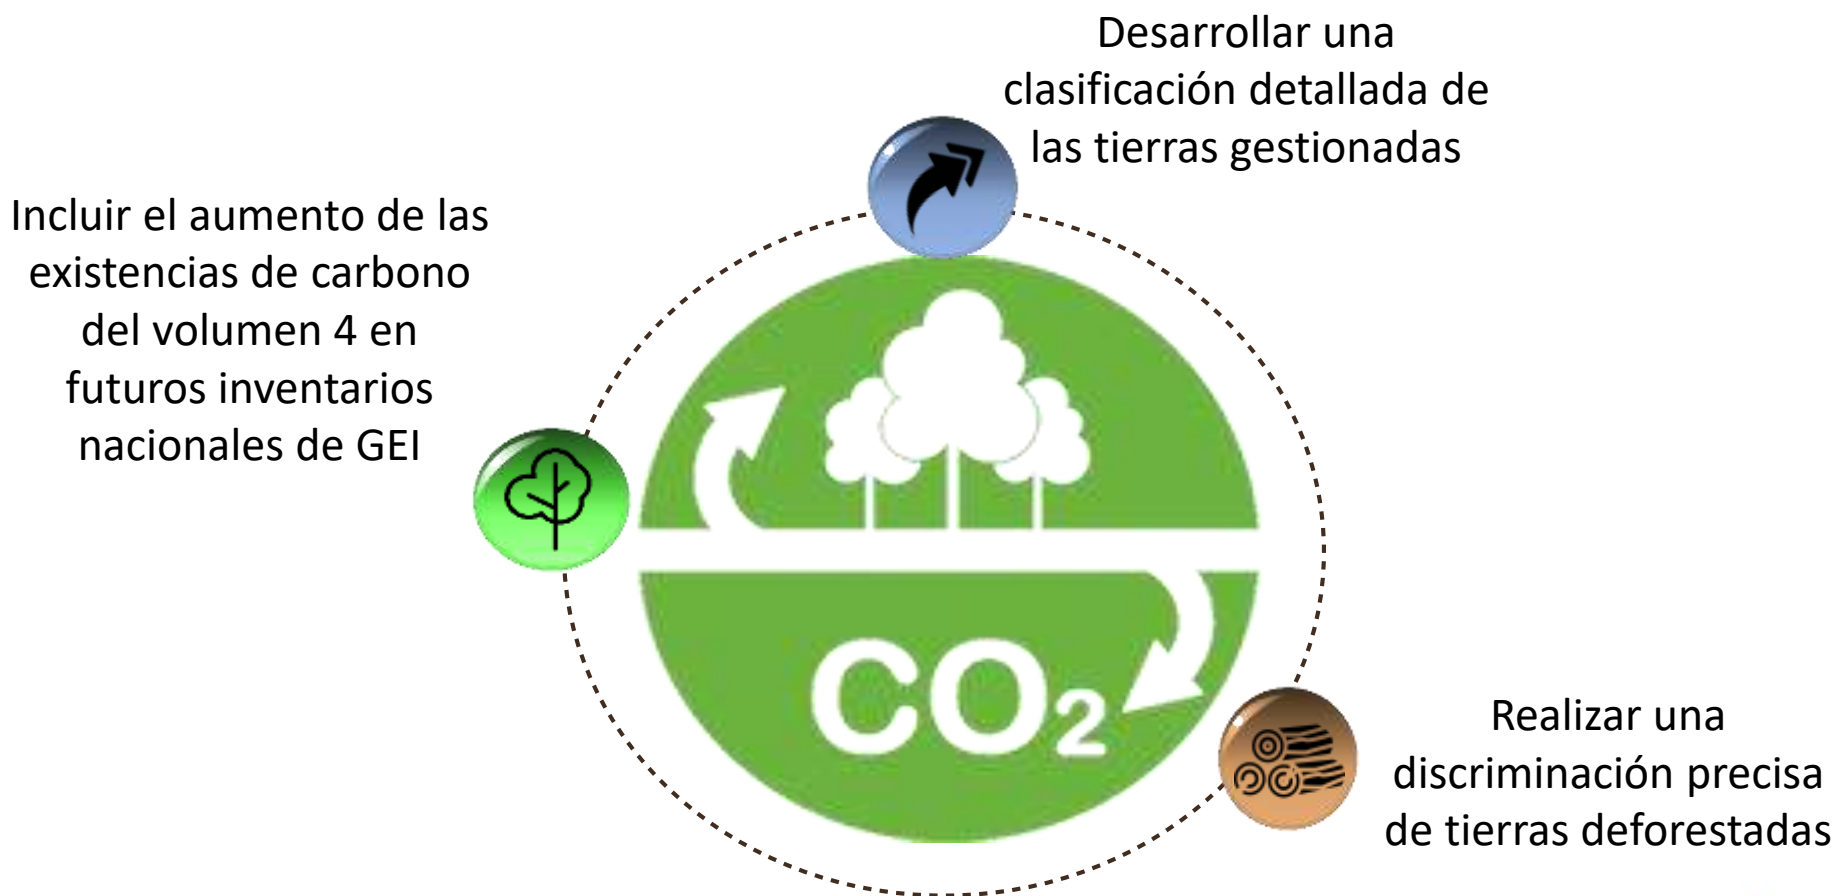 Desarrollar una
clasificación detallada de
las tierras gestionadas
Incluir el aumento de las
existencias de carbono
del volumen 4 en
futuros inventarios
nacionales de GEI
CO₂
Realizar una
discriminación precisa
de tierras deforestadas